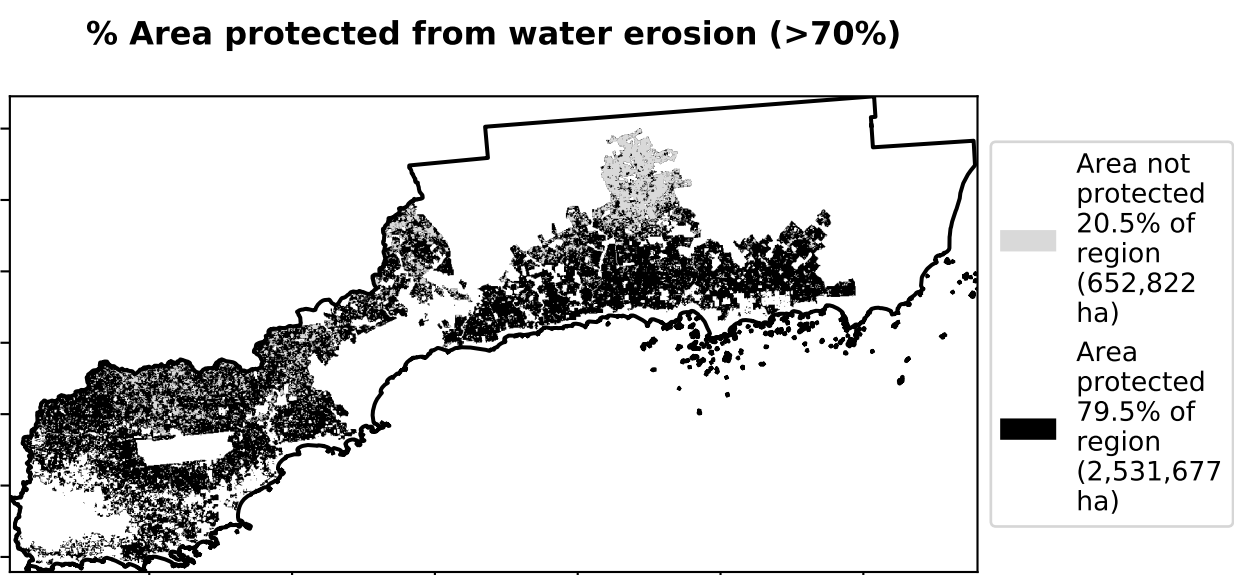 % Area protected from water erosion (>70%)
Area not
protected
20.5% of
region
(652,822
ha)
Area
protected
79.5% of
region
(2,531,677
ha)